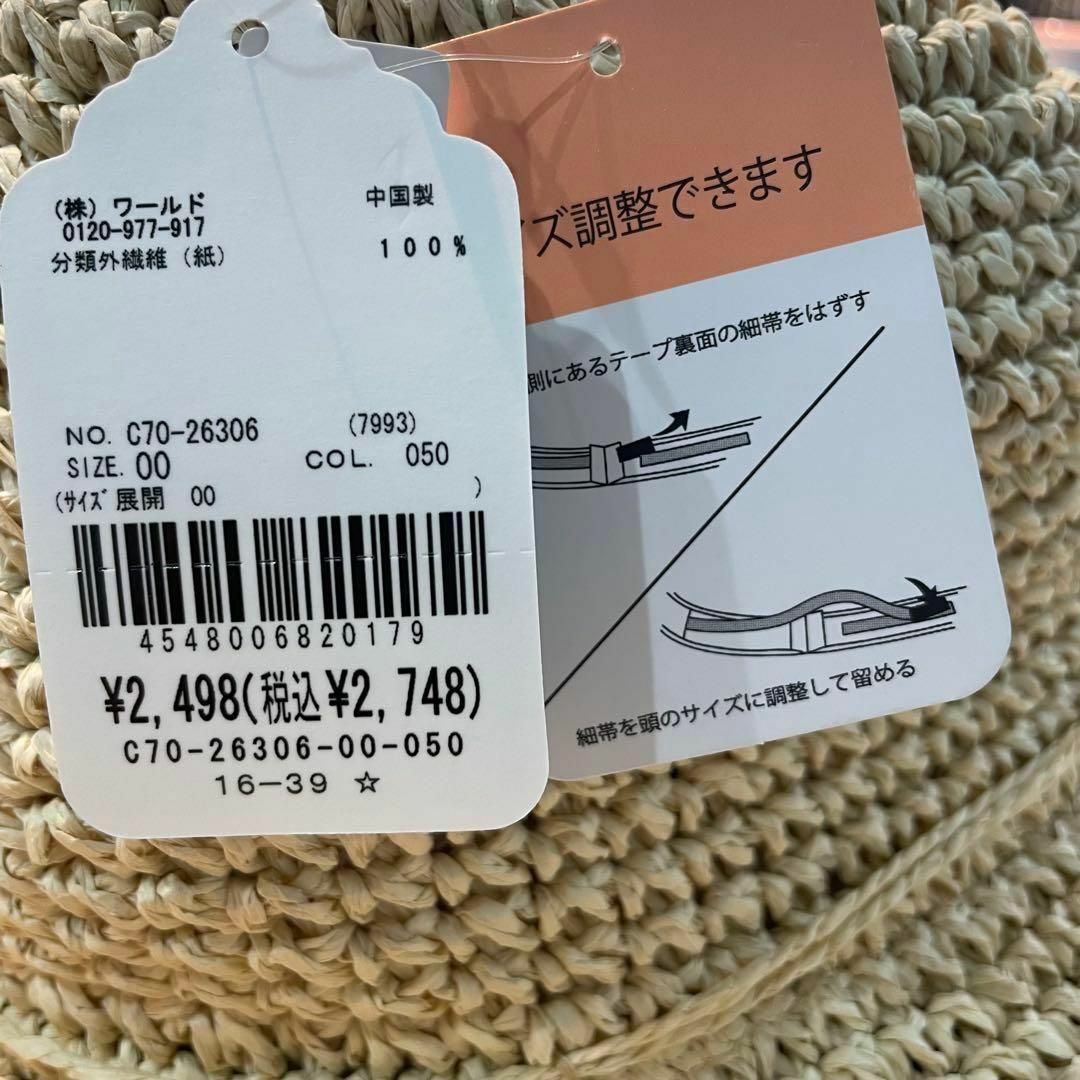 (株) ワールド 中国製
0120-977-917
分類外繊維 (紙) 100%
NO. C70-26306 (7993)
SIZE. 00 COL. 050
(サイズ展開 00 )
4548006820179
¥2,498(税込¥2,748)
C70-26306-00-050
16-39 ☆
ズ調整できます
側にあるテープ裏面の細帯をはずす
細帯を頭のサイズに調整して留める